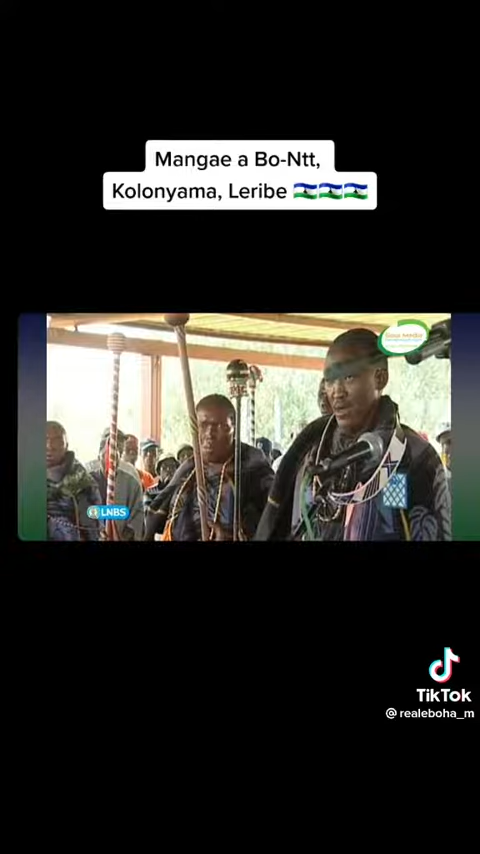 Mangae a Bo-Ntt,
Kolonyama, Leribe 🇱🇸🇱🇸🇱🇸
LNBS
TikTok
@realeboha_m